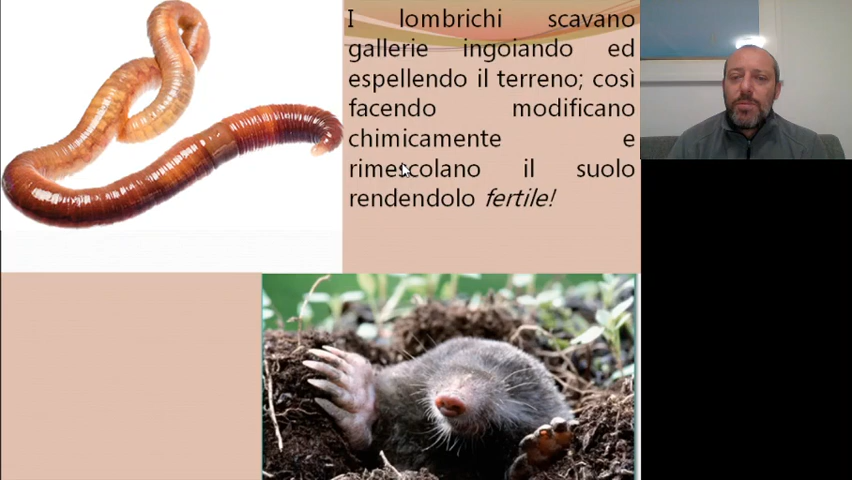 I lombrichi scavano
gallerie ingoiando ed
espellendo il terreno; così
facendo modificano
chimicamente e
rimescolano il suolo
rendendolo fertile!